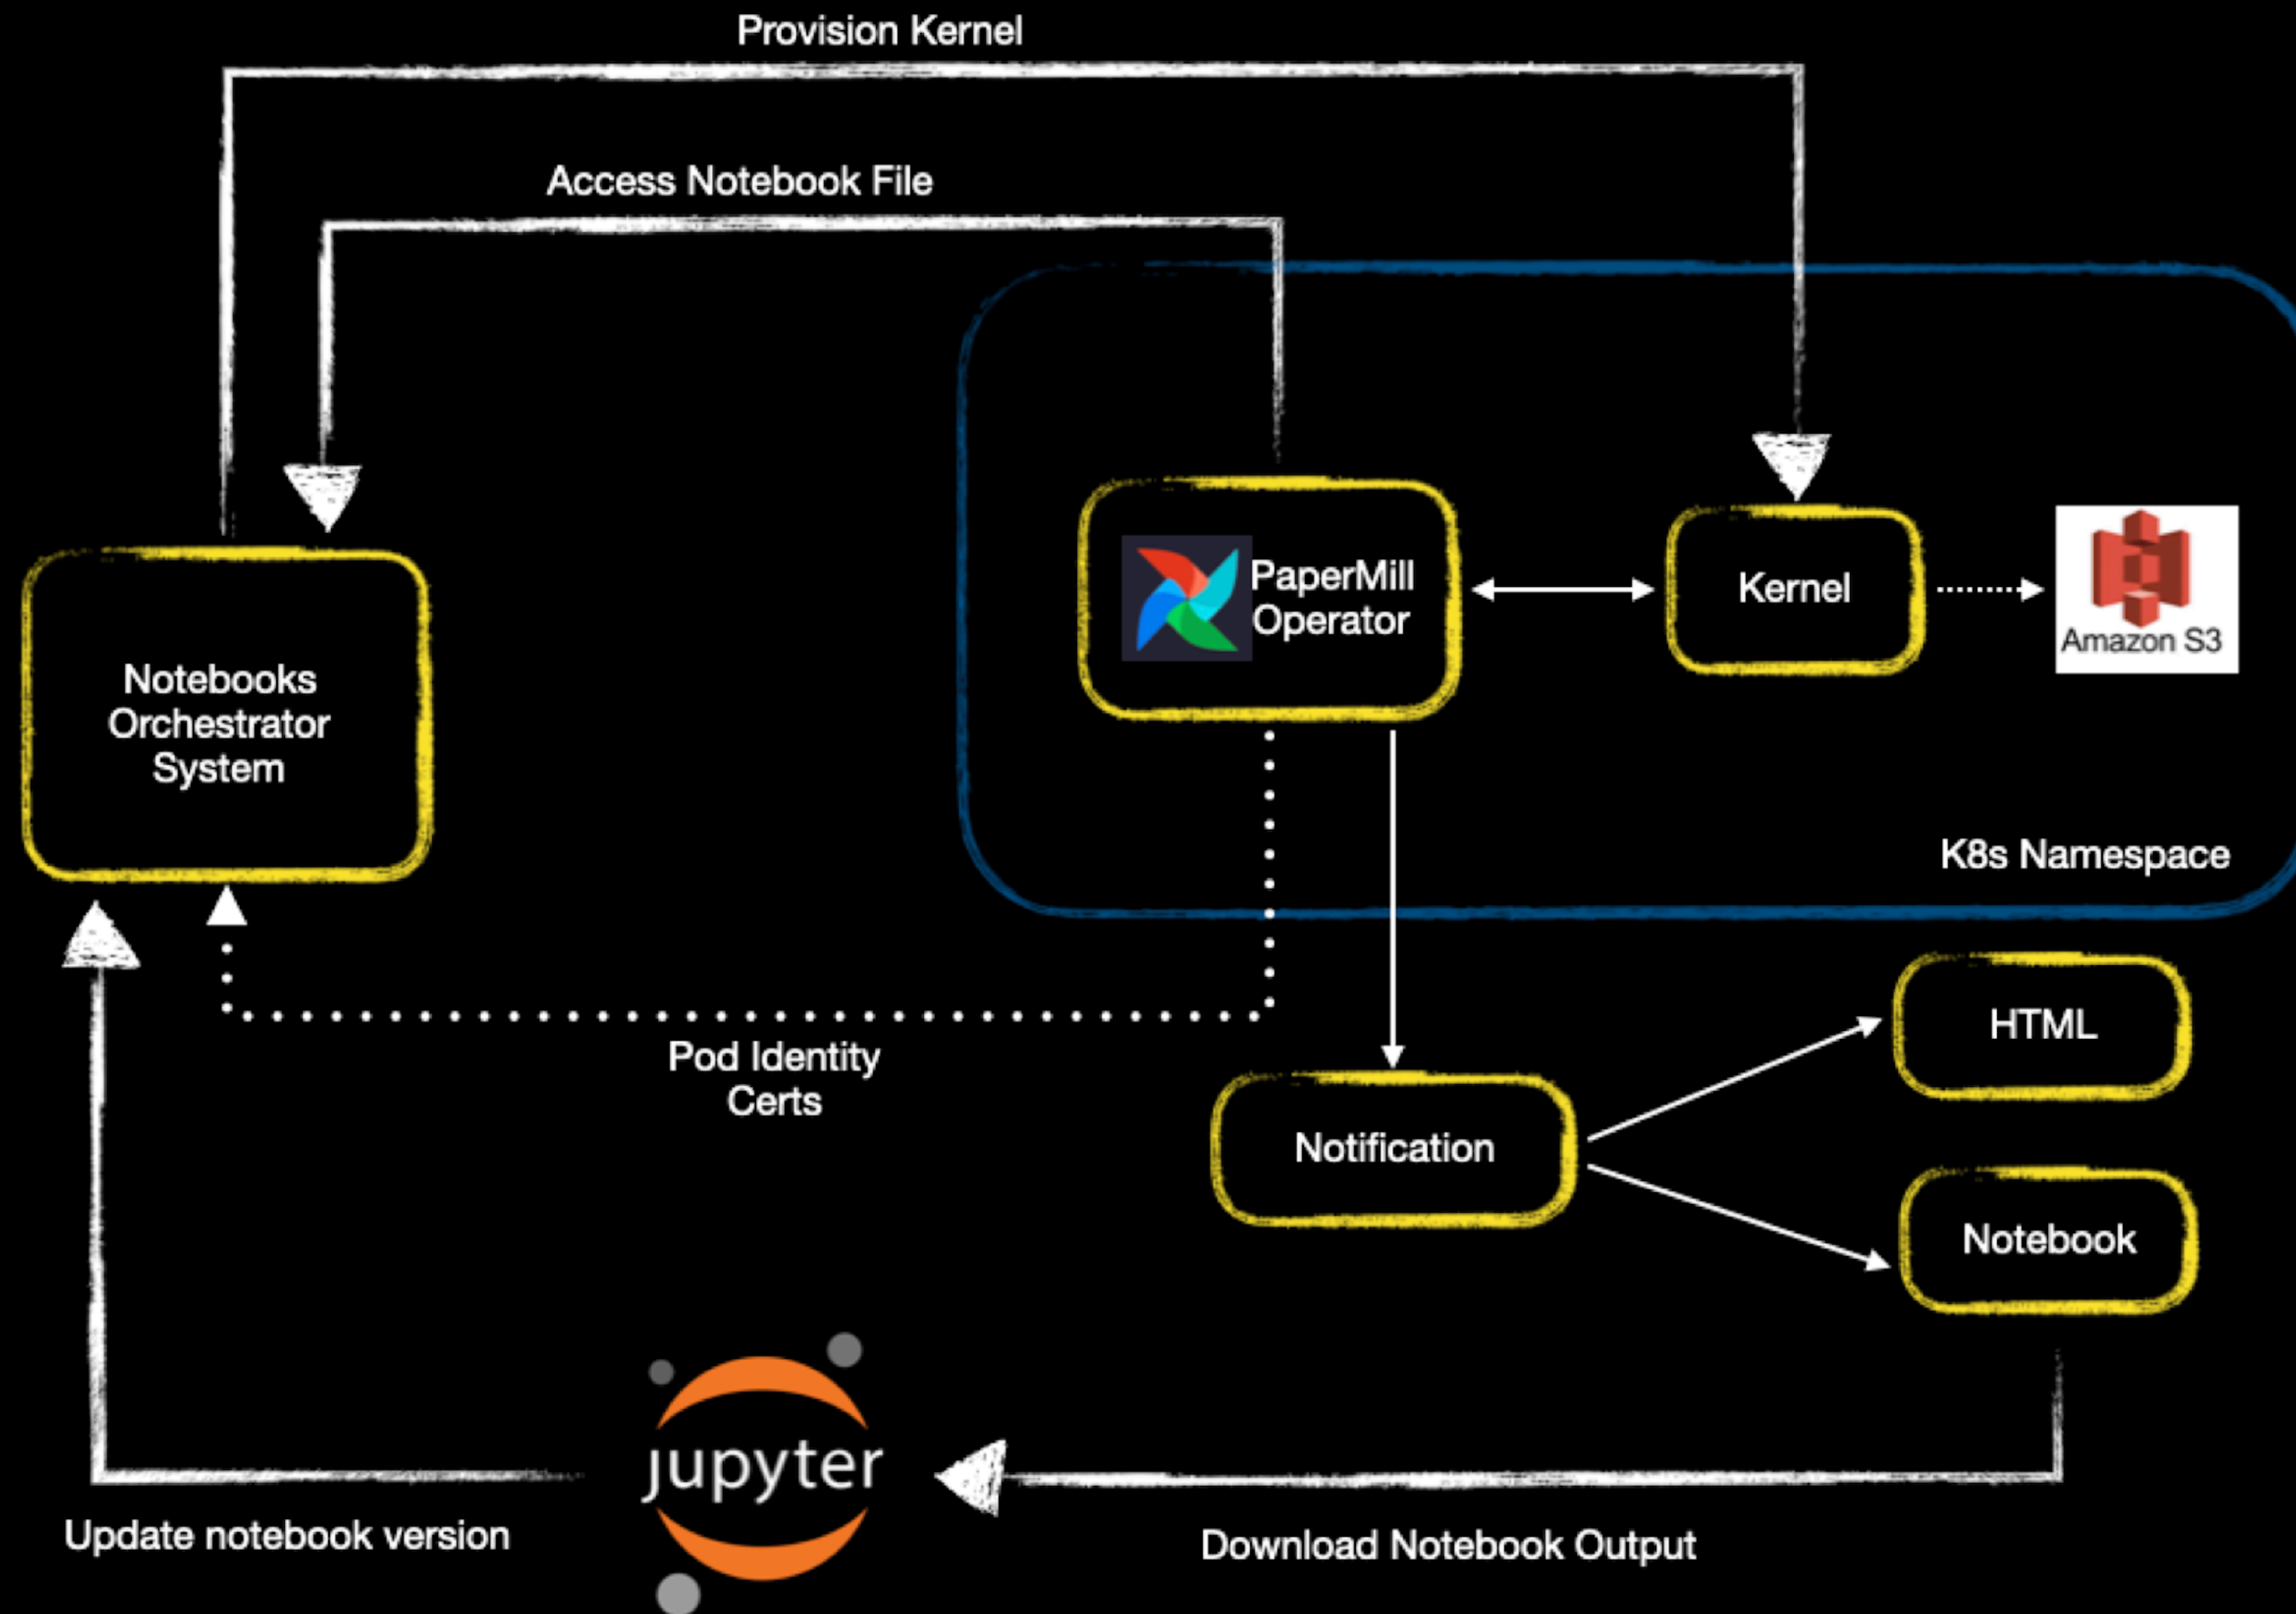 Provision Kernel
Access Notebook File
PaperMill
Operator
Kernel
Amazon S3
Notebooks
Orchestrator
System
K8s Namespace
Pod Identity
Certs
HTML
Notification
Notebook
jupyter
Update notebook version
Download Notebook Output